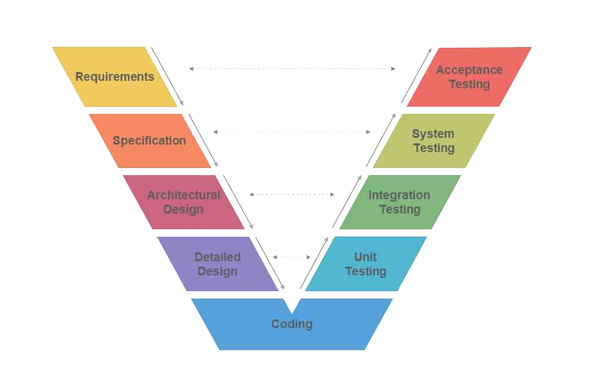 Requirements
Acceptance
Testing
Specification
System
Testing
Architectural
Design
Integration
Testing
Detailed
Design
Unit
Testing
Coding